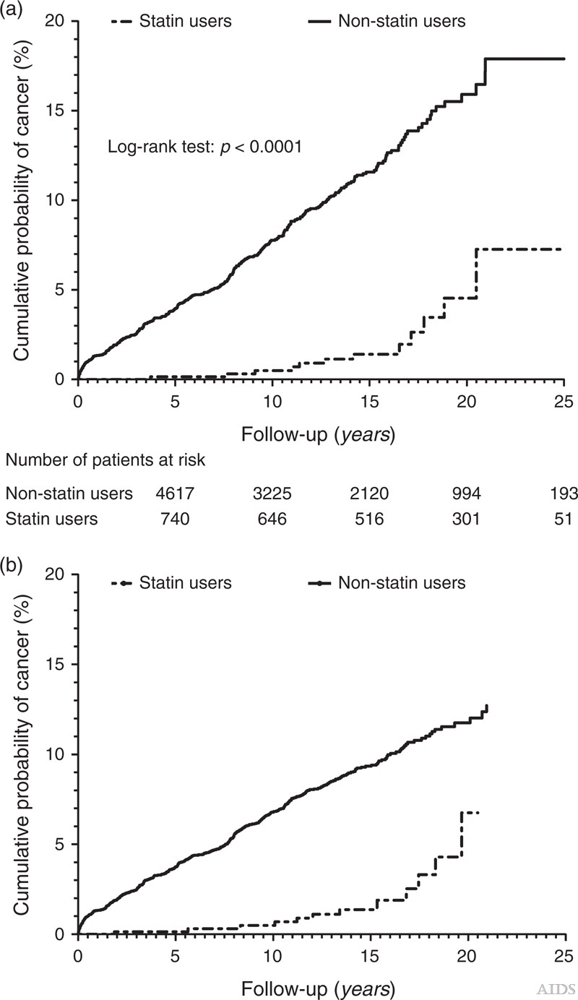 (a)
Statin users Non-statin users
Cumulative probability of cancer (%)
20
15
10
5
0
Log-rank test: p < 0.0001
0 5 10 15 20 25
Follow-up (years)
Number of patients at risk
Non-statin users 4617 3225 2120 994 193
Statin users 740 646 516 301 51
(b)
Statin users Non-statin users
Cumulative probability of cancer (%)
20
15
10
5
0
0 5 10 15 20 25
Follow-up (years)
AIDS